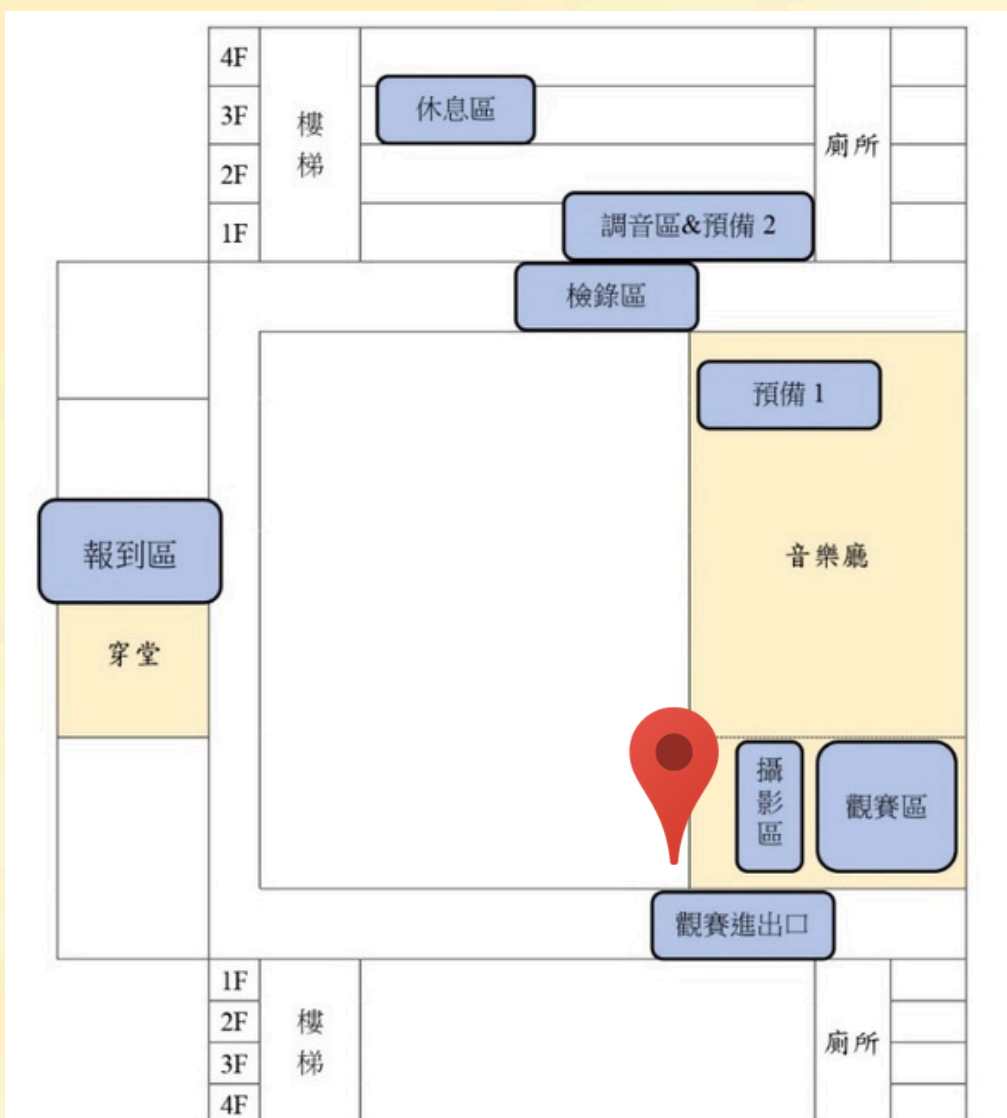 4F
3F
2F
1F
樓
梯
休息區
廁所
調音區&預備 2
檢錄區
預備 1
報到區
音樂廳
穿堂
攝
影
區
觀賽區
觀賽進出口
1F
2F
3F
4F
樓
梯
廁所